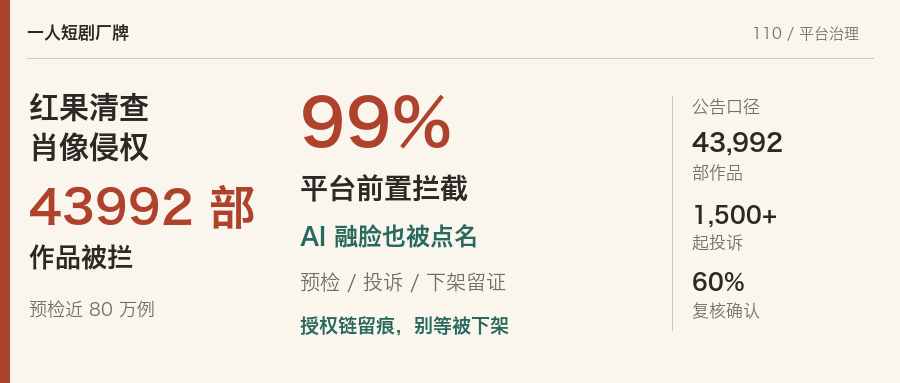 一人短剧厂牌
110 / 平台治理
红果清查
肖像侵权
43992 部
作品被拦
预检近 80 万例
99%
平台前置拦截
AI 融脸也被点名
预检 / 投诉 / 下架留证
授权链留痕，别等被下架
公告口径
43,992
部作品
1,500+
起投诉
60%
复核确认